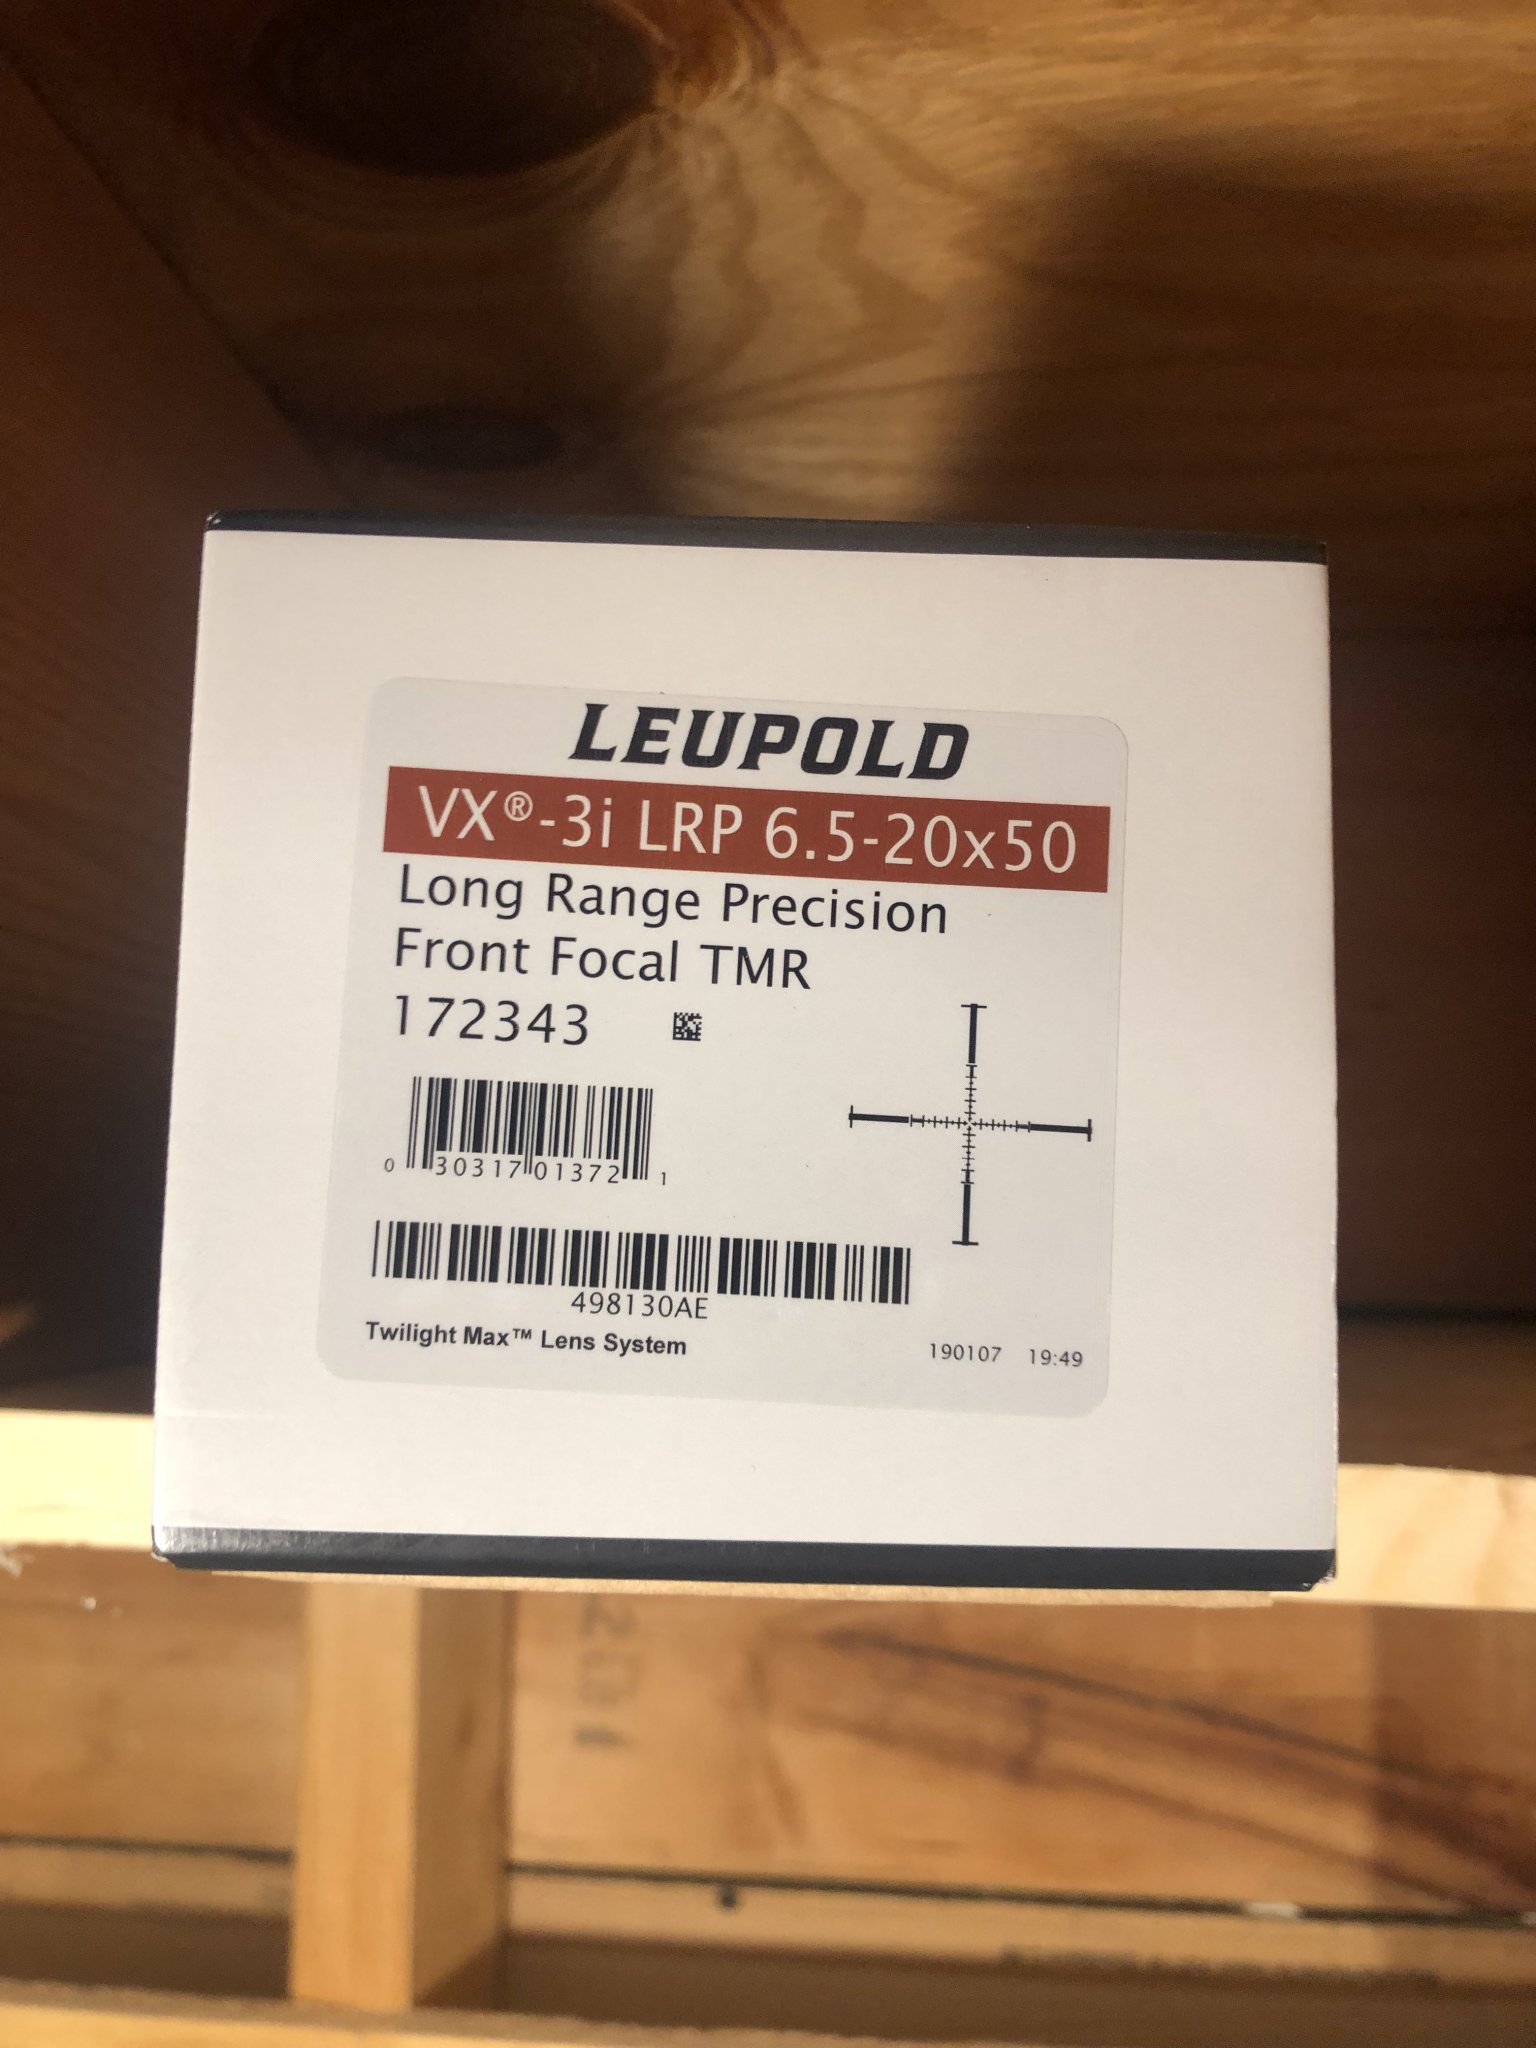 LEUPOLD
VX®-3i LRP 6.5-20x50
Long Range Precision
Front Focal TMR
172343
0 30317 01372 1
498130AE
Twilight Max™ Lens System
190107 19:49